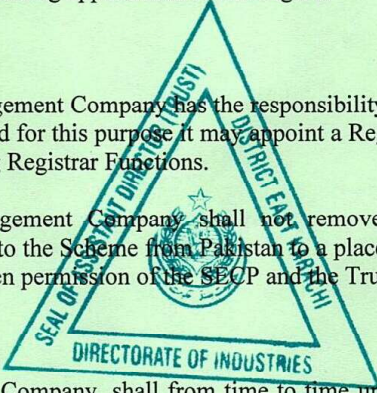 gement Company has the responsibility
d for this purpose it may appoint a Re
Registrar Functions.
gement Company shall not remove
to the Scheme from Pakistan to a place
en permission of the SECP and the Tru
Company, shall from time to time up
SEAL OF ASSISTANT DIRECTOR (TRUST)
DISTRICT EAST KARACHI
DIRECTORATE OF INDUSTRIES